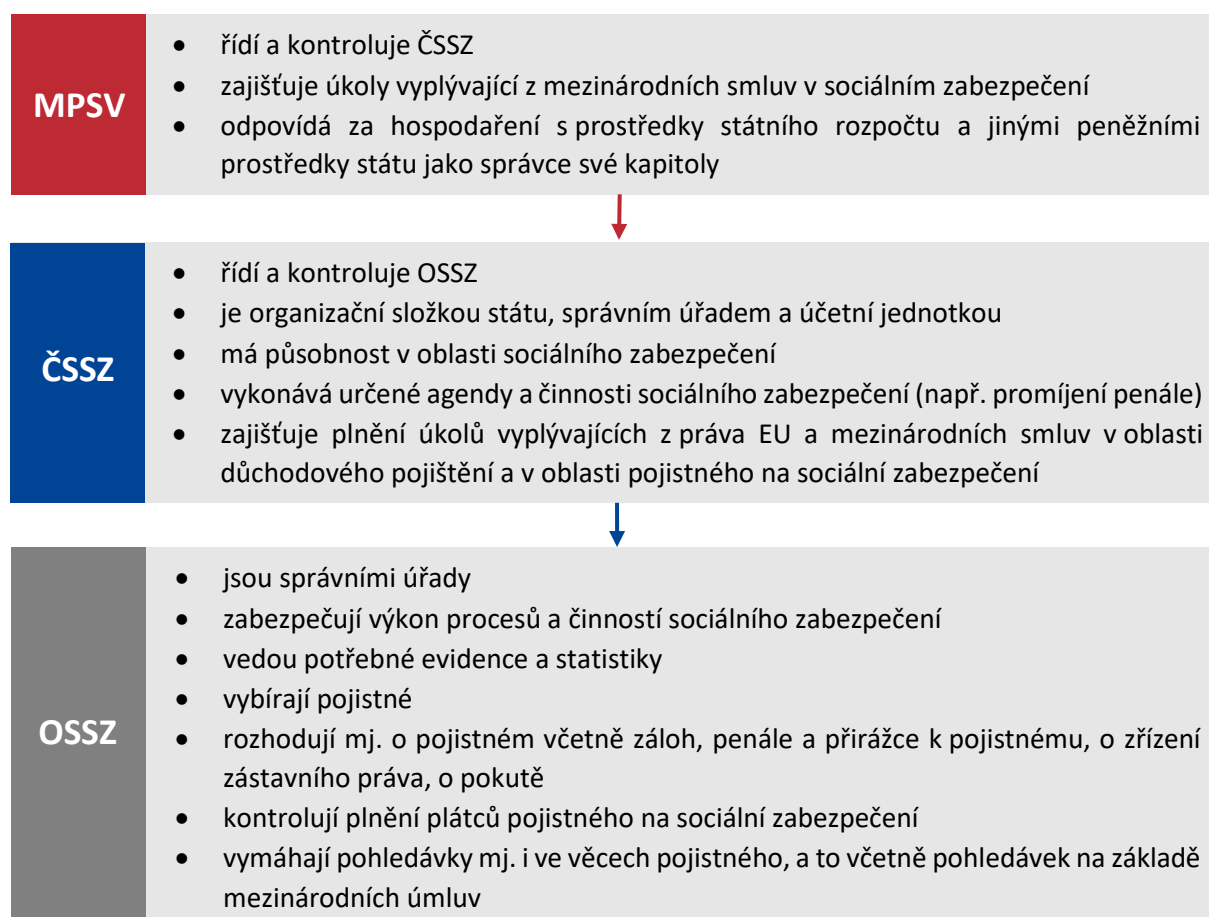 MPSV
• řídí a kontroluje ČSSZ
• zajišťuje úkoly vyplývající z mezinárodních smluv v sociálním zabezpečení
• odpovídá za hospodaření s prostředky státního rozpočtu a jinými peněžními
prostředky státu jako správce své kapitoly
ČSSZ
• řídí a kontroluje OSSZ
• je organizační složkou státu, správním úřadem a účetní jednotkou
• má působnost v oblasti sociálního zabezpečení
• vykonává určené agendy a činnosti sociálního zabezpečení (např. promíjení penále)
• zajišťuje plnění úkolů vyplývajících z práva EU a mezinárodních smluv v oblasti
důchodového pojištění a v oblasti pojistného na sociální zabezpečení
OSSZ
• jsou správními úřady
• zabezpečují výkon procesů a činností sociálního zabezpečení
• vedou potřebné evidence a statistiky
• vybírají pojistné
• rozhodují mj. o pojistném včetně záloh, penále a přirážce k pojistnému, o zřízení
zástavního práva, o pokutě
• kontrolují plnění plátců pojistného na sociální zabezpečení
• vymáhají pohledávky mj. i ve věcech pojistného, a to včetně pohledávek na základě
mezinárodních úmluv